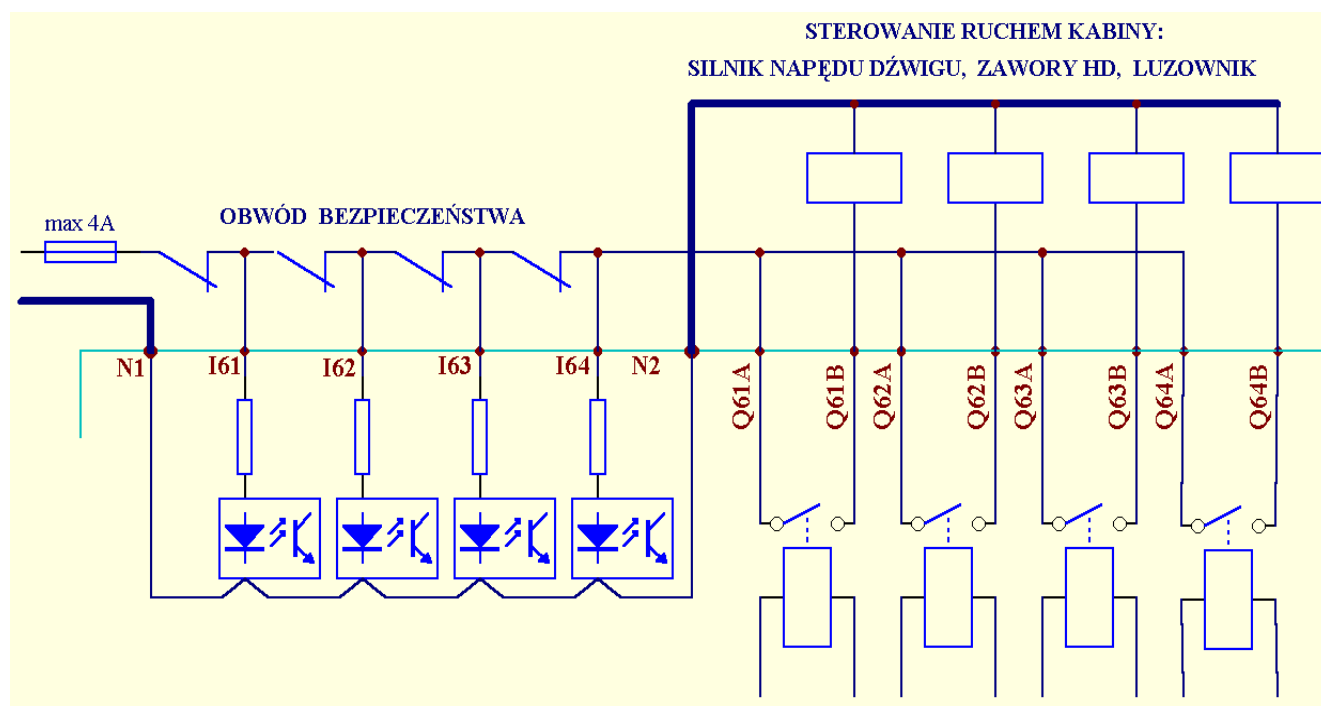 STEROWANIE RUCHEM KABINY:
SILNIK NAPĘDU DŹWIGU, ZAWORY HD, LUZOWNIK
max 4A
OBWÓD BEZPIECZEŃSTWA
N1
I61
I62
I63
I64
N2
Q61A
Q61B
Q62A
Q62B
Q63A
Q63B
Q64A
Q64B